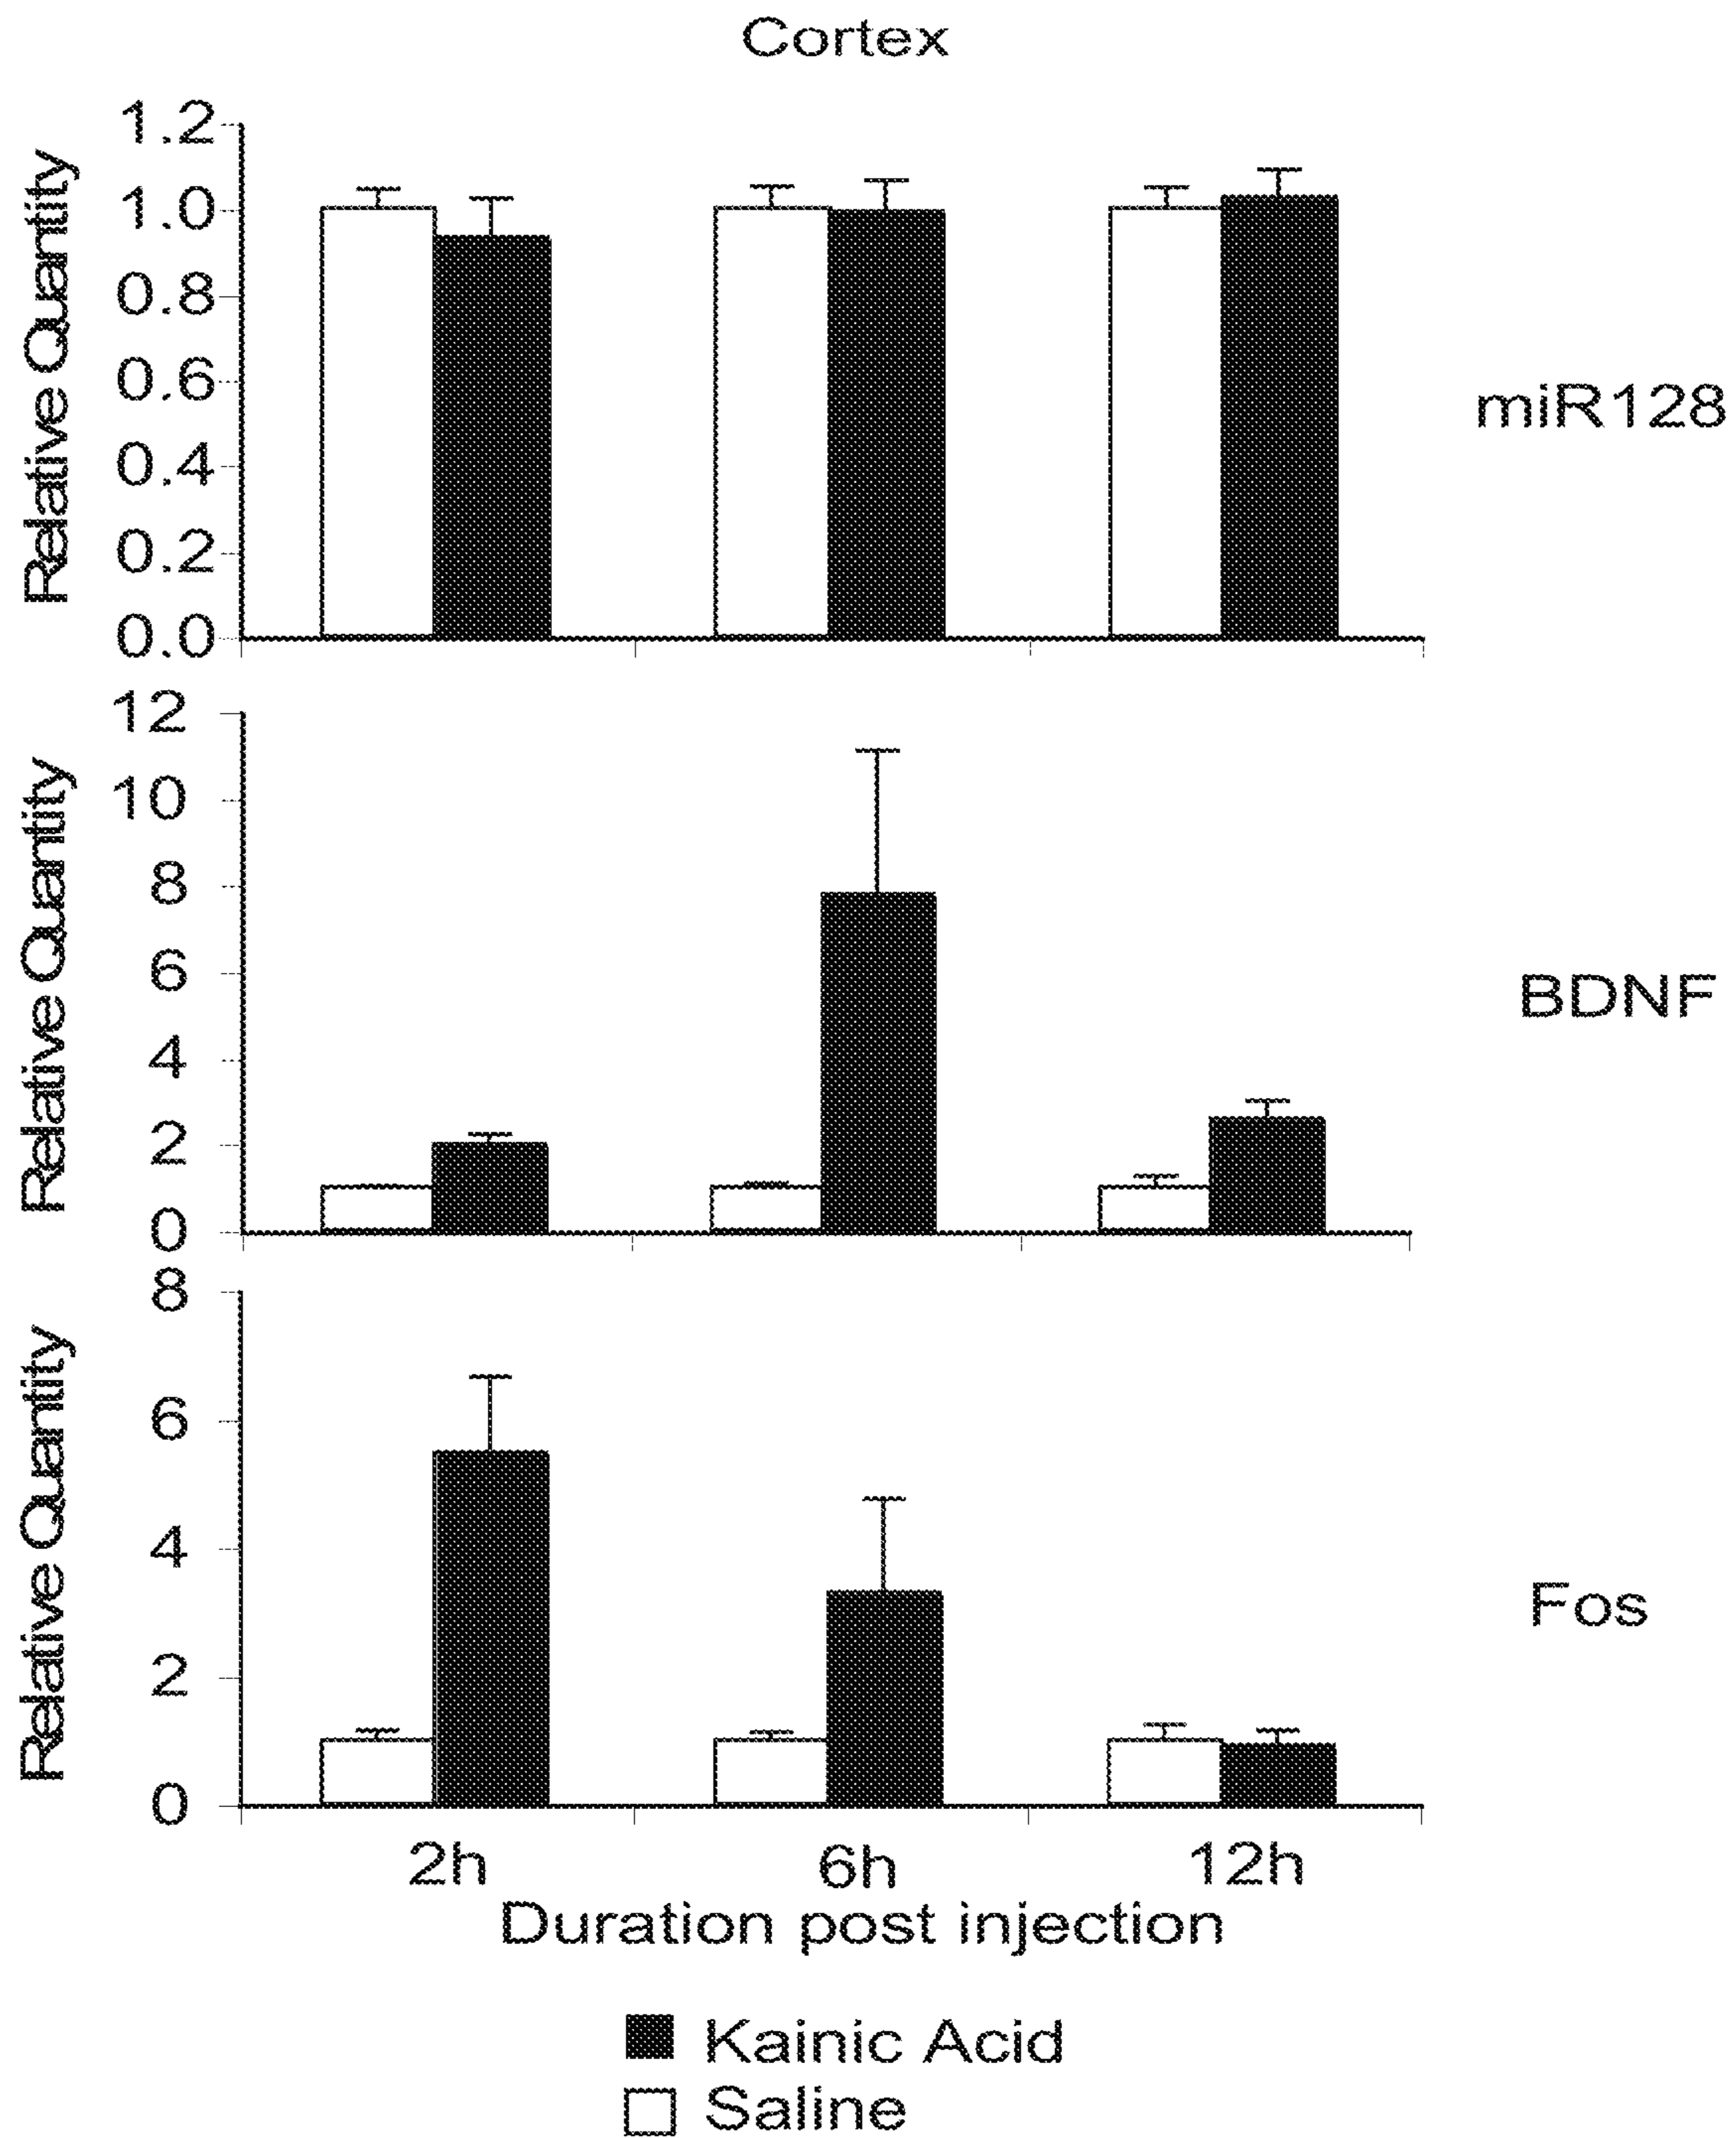 Cortex
Relative Quantity
1.2
1.0
0.8
0.6
0.4
0.2
0.0
miR128
Relative Quantity
12
10
8
6
4
2
0
BDNF
Relative Quantity
8
6
4
2
0
Fos
2h 6h 12h
Duration post injection
Kainic Acid
Saline